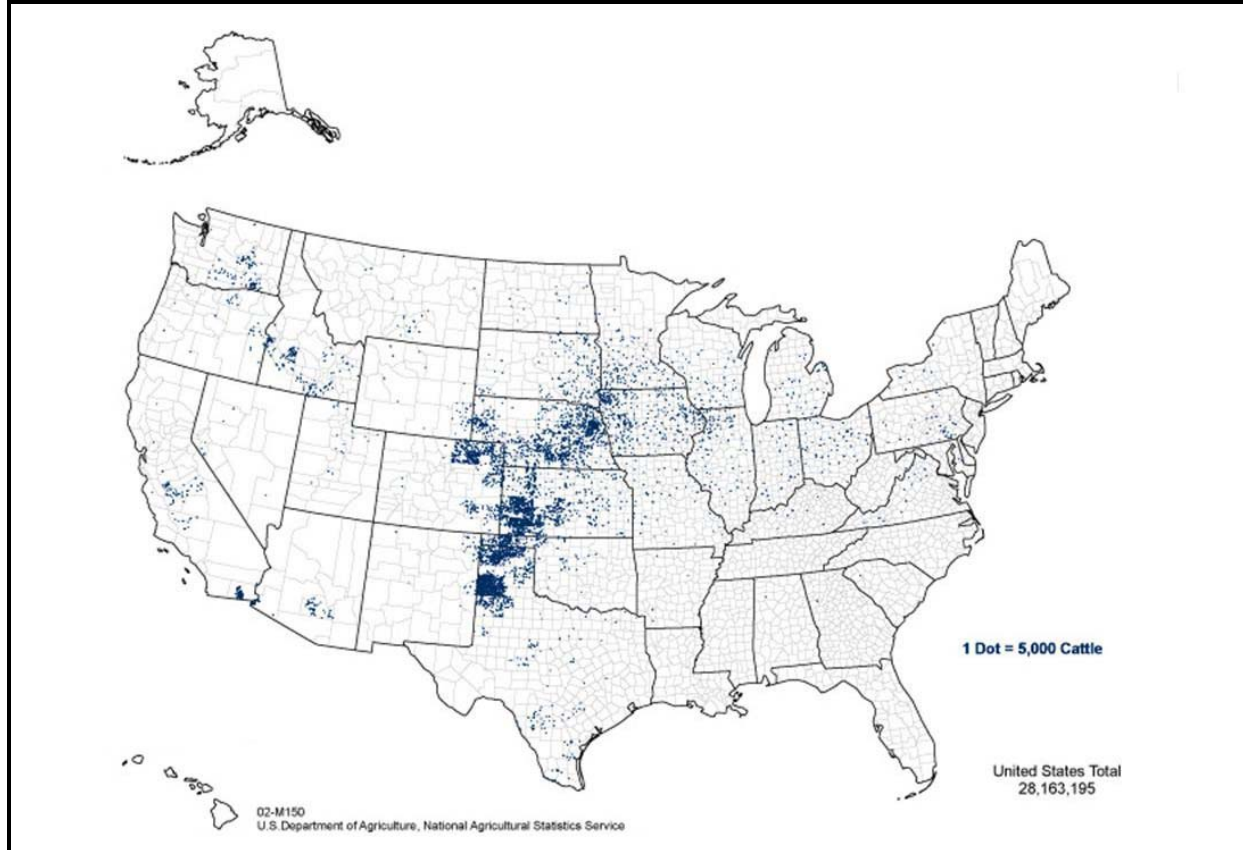 1 Dot = 5,000 Cattle
United States Total
28,163,195
02-M150
U.S.Department of Agriculture, National Agricultural Statistics Service